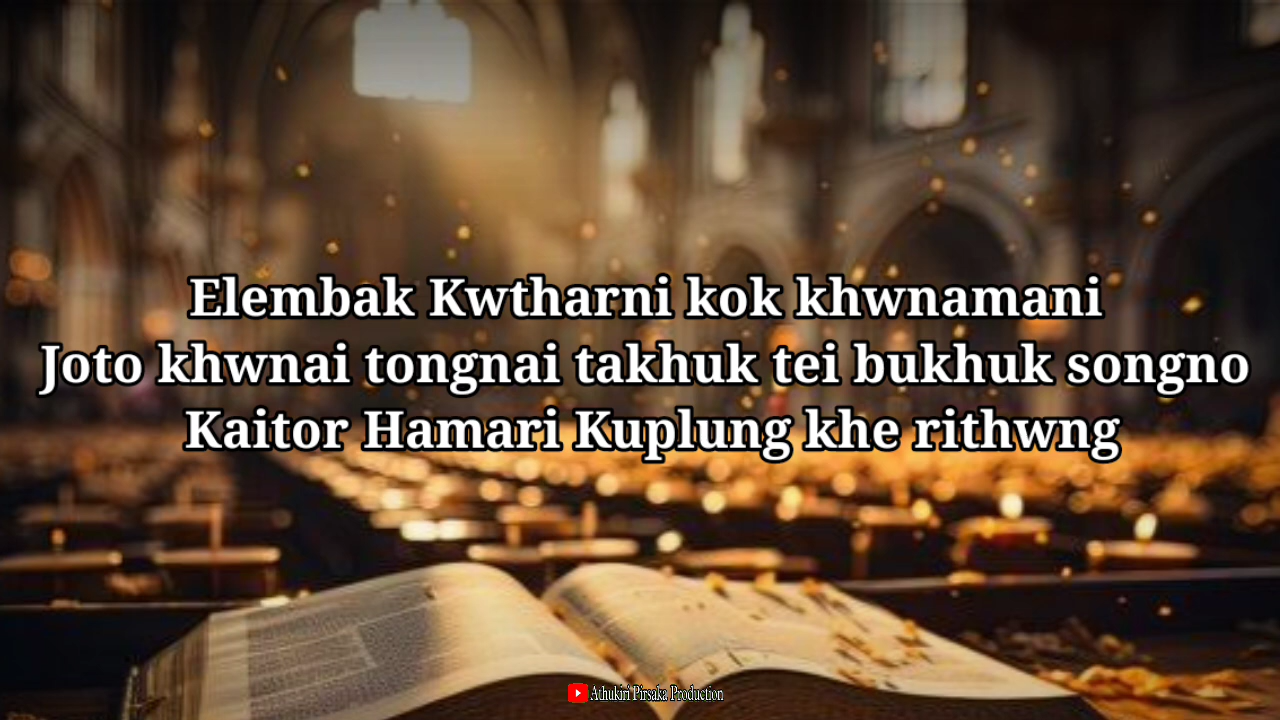 Elembak Kwtharni kok khwnamani
Joto khwnai tongnai takhuk tei bukhuk songno
Kaitor Hamari Kuplung khe rithwng
Athukiri Pirsaka Production